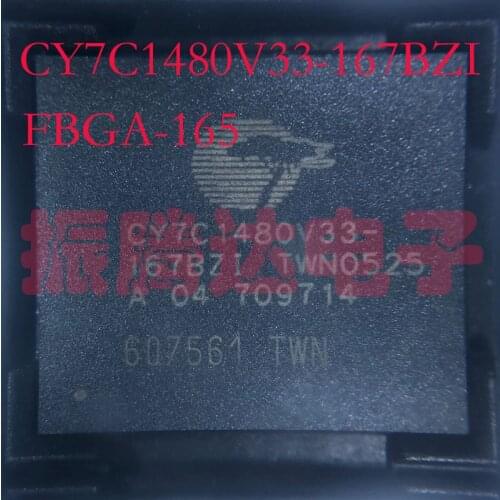 CY7C1480V33-167BZI
FBGA-165
振腾达电子
CY7C1480V33-
167BZI TWN0525
A 04 709714
607561 TWN